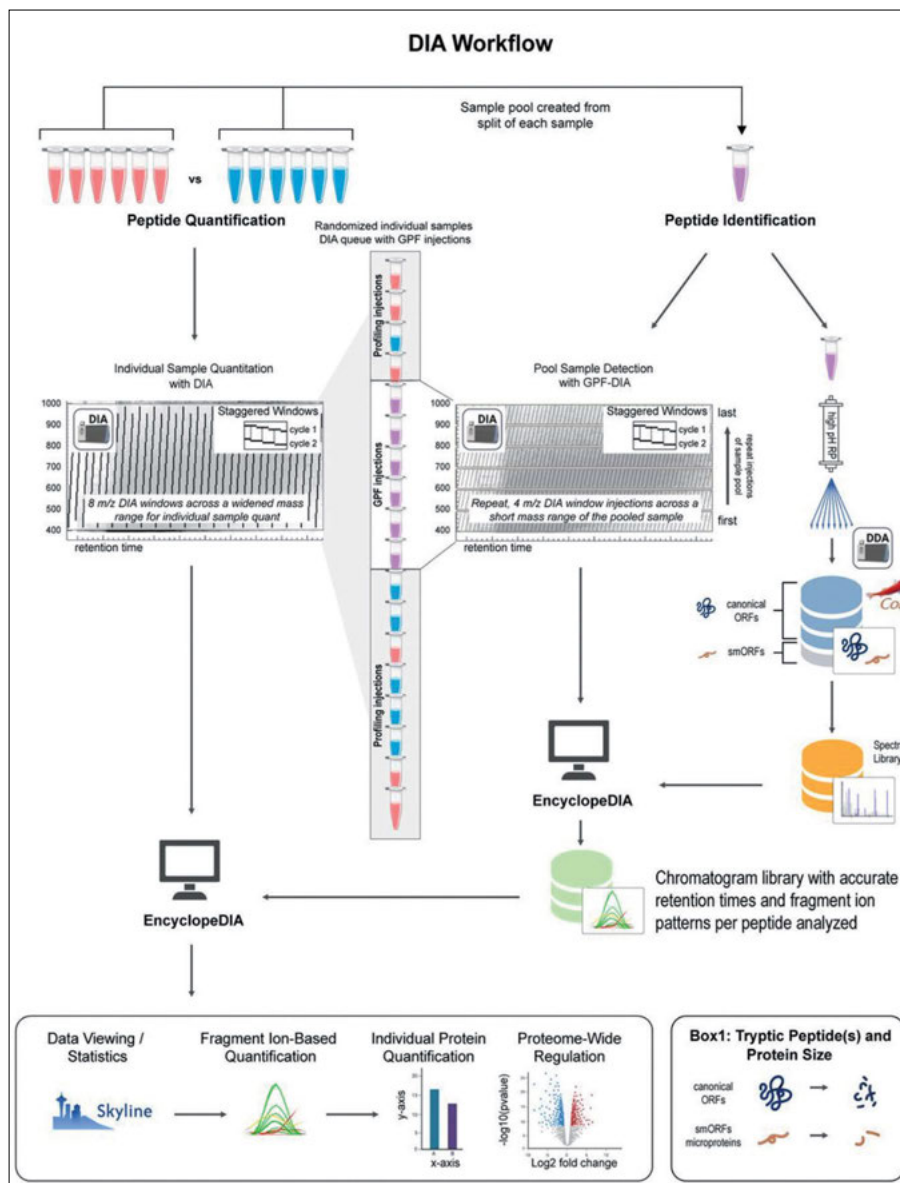 DIA Workflow
Sample pool created from
split of each sample
vs
Peptide Quantification
Peptide Identification
Randomized individual samples
DIA queue with GPF injections
Profiling injections
GPF injections
Profiling injections
Individual Sample Quantitation
with DIA
1000
900
800
700
600
500
400
DIA
Staggered Windows
cycle 1
cycle 2
8 m/z DIA windows across a widened mass
range for individual sample quant
retention time
Pool Sample Detection
with GPF-DIA
1000
900
800
700
600
500
400
DIA
Staggered Windows
cycle 1
cycle 2
Repeat, 4 m/z DIA window injections across a
short mass range of the pooled sample
retention time
last
repeat injections
of sample pool
first
high pH RP
DDA
canonical
ORFs
smORFs
Library
EncyclopeDIA
Chromatogram library with accurate
retention times and fragment ion
patterns per peptide analyzed
EncyclopeDIA
Data Viewing /
Statistics
Skyline
Fragment Ion-Based
Quantification
Individual Protein
Quantification
y-axis
20
15
10
5
0
A B
x-axis
Proteome-Wide
Regulation
-log10(pvalue)
Log2 fold change
Box1: Tryptic Peptide(s) and
Protein Size
canonical
ORFs
smORFs
microproteins